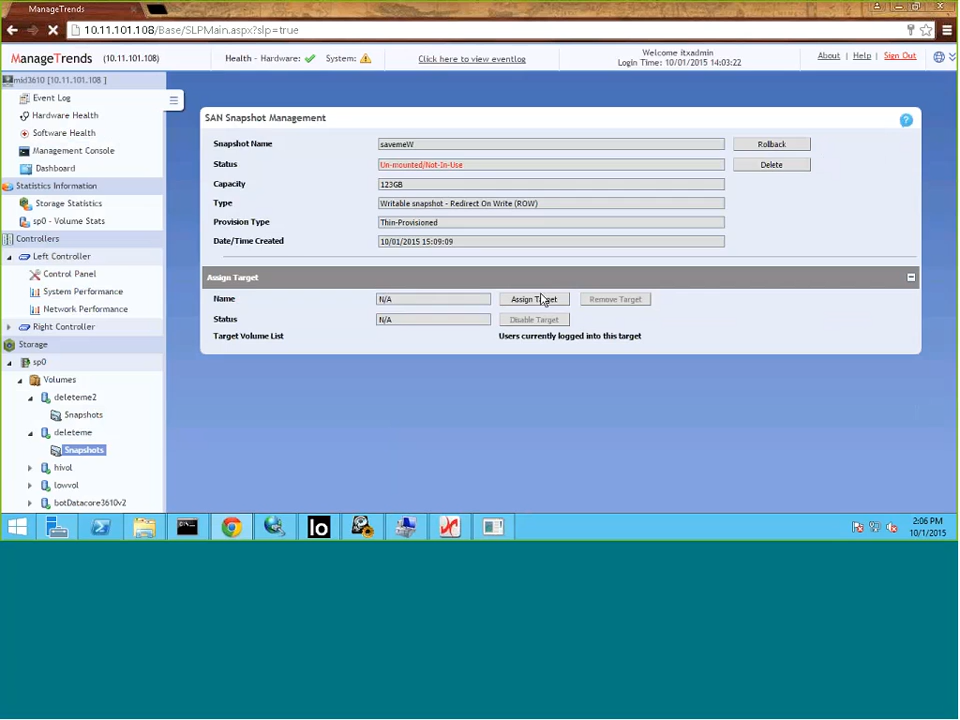 ManageTrends
10.11.101.108/Base/SLPMain.aspx?slp=true
ManageTrends (10.11.101.108)
Health - Hardware: System:
Click here to view eventlog
Welcome itxadmin
Login Time: 10/01/2015 14:03:22
About | Help | Sign Out
mid3610 [10.11.101.108 ]
Event Log
Hardware Health
Software Health
Management Console
Dashboard
Statistics Information
Storage Statistics
sp0 - Volume Stats
Controllers
Left Controller
Control Panel
System Performance
Network Performance
Right Controller
Storage
sp0
Volumes
deleteme2
Snapshots
deleteme
Snapshots
hivol
lowvol
botDatacore3610v2
SAN Snapshot Management
Snapshot Name savemeW Rollback
Status Un-mounted/Not-In-Use Delete
Capacity 123GB
Type Writable snapshot - Redirect On Write (ROW)
Provision Type Thin-Provisioned
Date/Time Created 10/01/2015 15:09:09
Assign Target
Name N/A Assign Target Remove Target
Status N/A Disable Target
Target Volume List Users currently logged into this target
Io
2:06 PM
10/1/2015